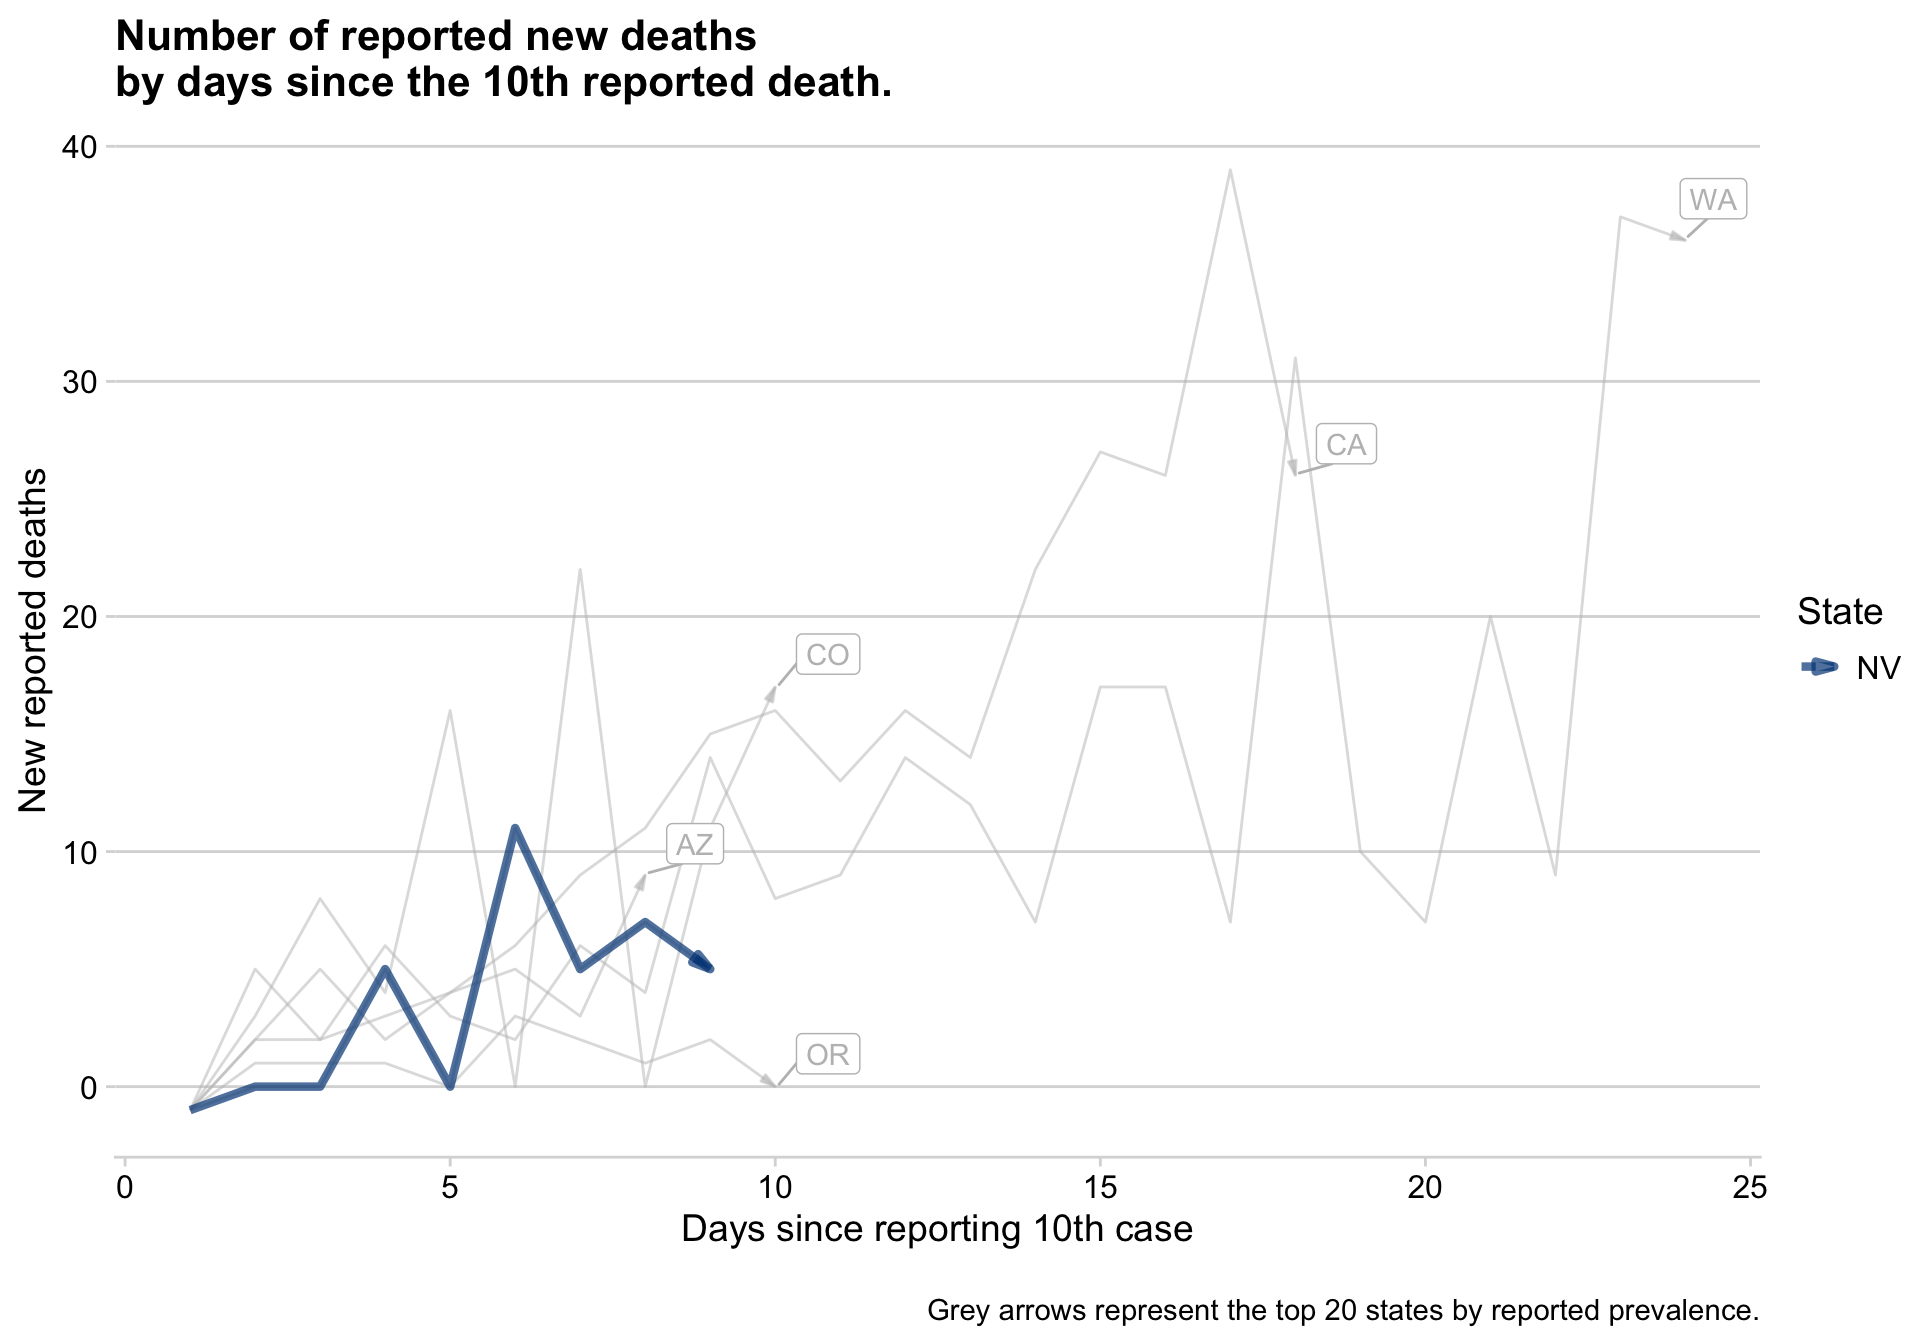 Number of reported new deaths
by days since the 10th reported death.
40
30
20
10
0
New reported deaths
WA
CA
CO
AZ
OR
State
NV
0 5 10 15 20 25
Days since reporting 10th case
Grey arrows represent the top 20 states by reported prevalence.